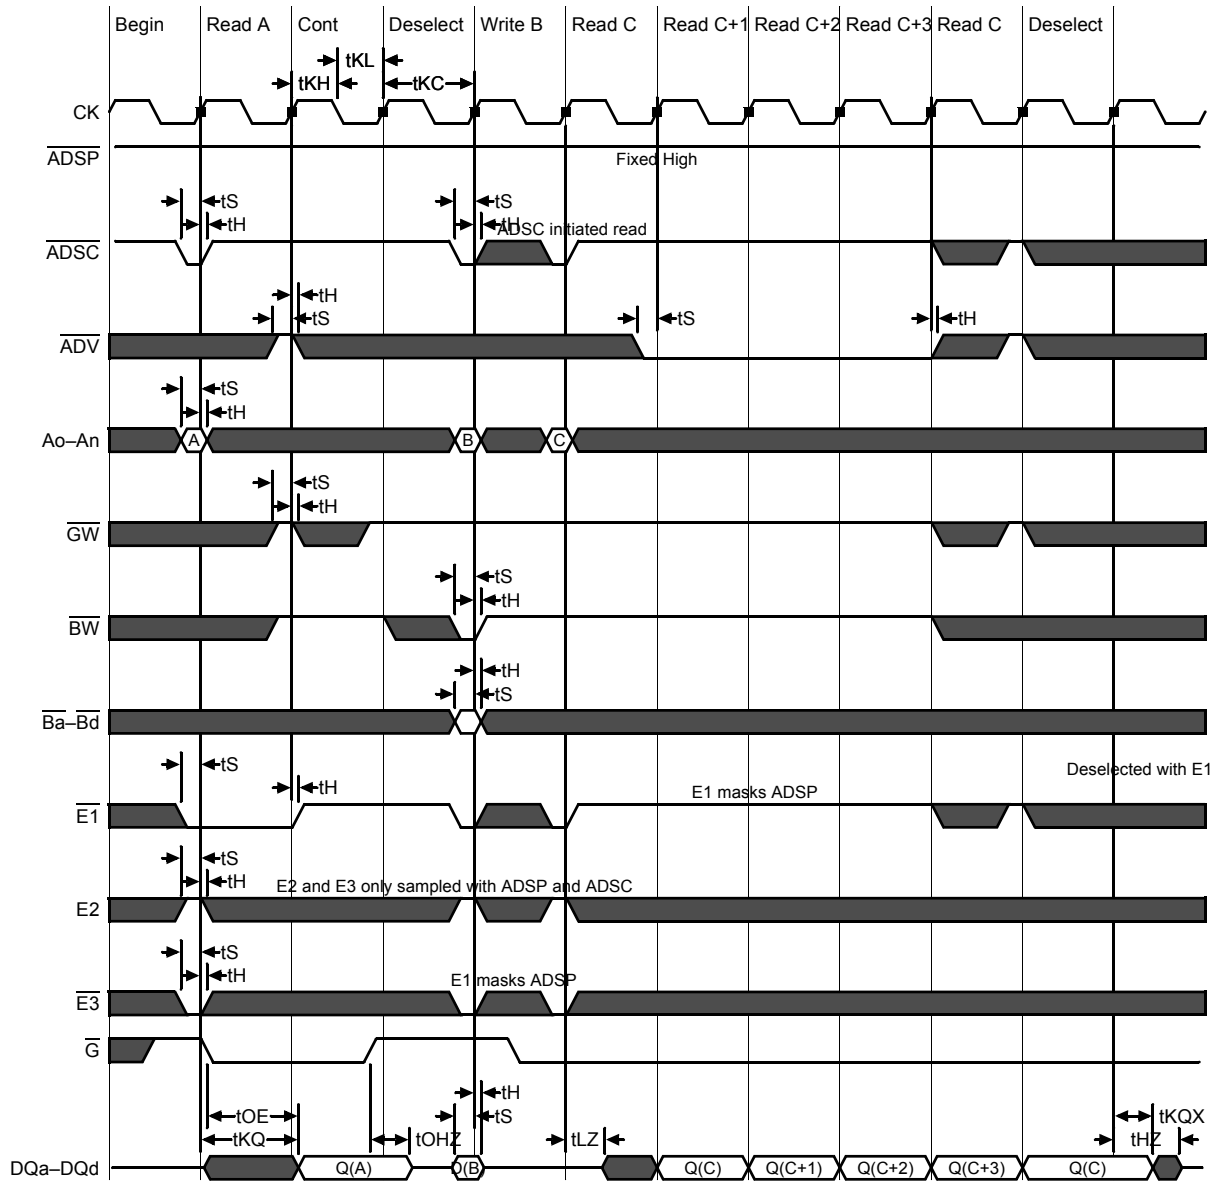 Begin Read A Cont Deselect Write B Read C Read C+1 Read C+2 Read C+3 Read C Deselect
tKL
tKH tKC
CK
ADSP Fixed High
tS tS
tH tH
ADSC initiated read
ADSC
tH
tS tS tH
ADV
tS
tH
Ao–An A B C
tS
tH
GW
tS
tH
BW
tH
tS
Ba–Bd
tS Deselected with E1
tH
E1 masks ADSP
E1
tS
tH E2 and E3 only sampled with ADSP and ADSC
E2
tS
tH E1 masks ADSP
E3
G
tH
tOE tS tKQX
tKQ tOHZ tLZ tHZ
DQa–DQd Q(A) D(B) Q(C) Q(C+1) Q(C+2) Q(C+3) Q(C)